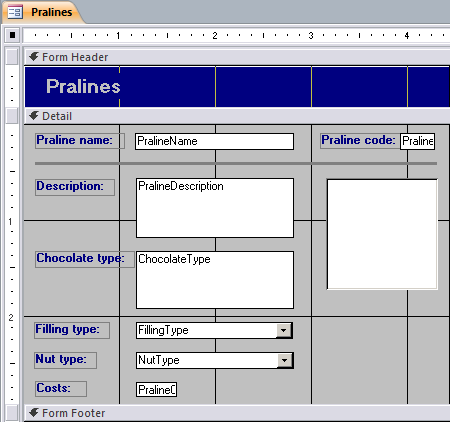 Pralines
1 2 3 4
Form Header
Pralines
Detail
Praline name: PralineName Praline code: Praline
Description: PralineDescription
1
Chocolate type: ChocolateType
2
Filling type: FillingType
Nut type: NutType
Costs: PralineC
Form Footer